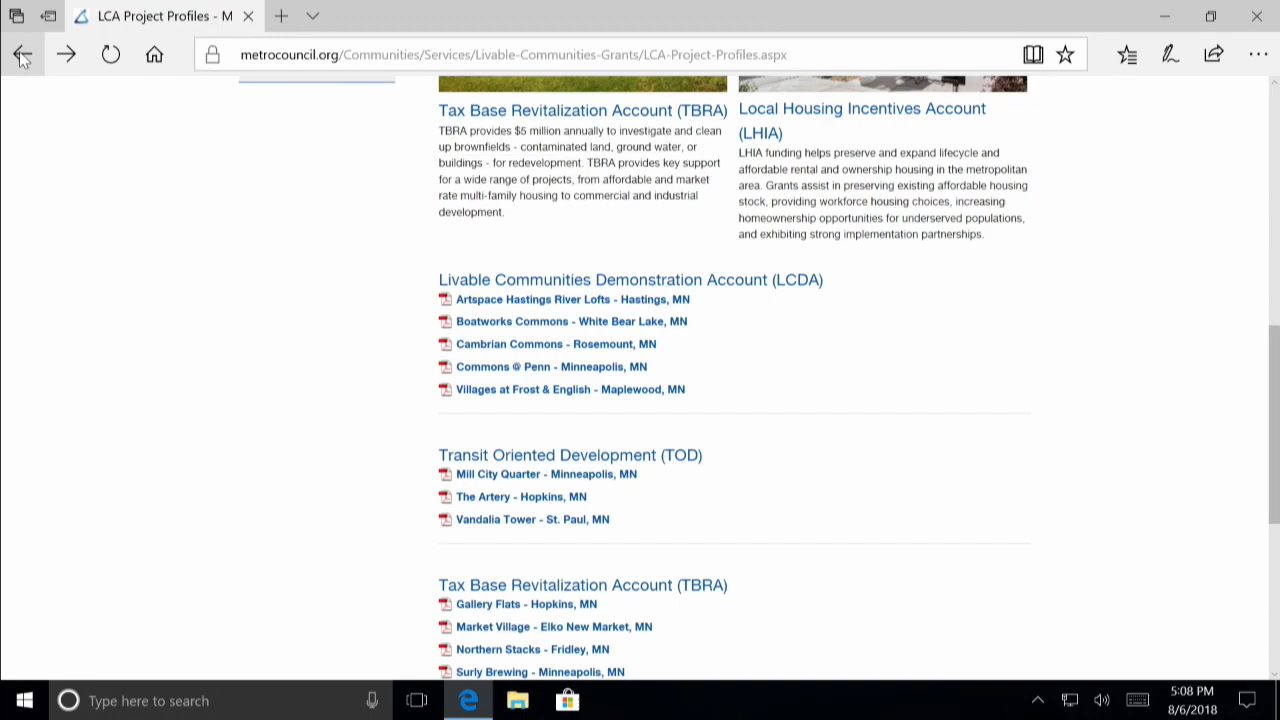 LCA Project Profiles - M
metrocouncil.org/Communities/Services/Livable-Communities-Grants/LCA-Project-Profiles.aspx
Tax Base Revitalization Account (TBRA)
TBRA provides $5 million annually to investigate and clean
up brownfields - contaminated land, ground water, or
buildings - for redevelopment. TBRA provides key support
for a wide range of projects, from affordable and market
rate multi-family housing to commercial and industrial
development.
Local Housing Incentives Account
(LHIA)
LHIA funding helps preserve and expand lifecycle and
affordable rental and ownership housing in the metropolitan
area. Grants assist in preserving existing affordable housing
stock, providing workforce housing choices, increasing
homeownership opportunities for underserved populations,
and exhibiting strong implementation partnerships.
Livable Communities Demonstration Account (LCDA)
Artspace Hastings River Lofts - Hastings, MN
Boatworks Commons - White Bear Lake, MN
Cambrian Commons - Rosemount, MN
Commons @ Penn - Minneapolis, MN
Villages at Frost & English - Maplewood, MN
Transit Oriented Development (TOD)
Mill City Quarter - Minneapolis, MN
The Artery - Hopkins, MN
Vandalia Tower - St. Paul, MN
Tax Base Revitalization Account (TBRA)
Gallery Flats - Hopkins, MN
Market Village - Elko New Market, MN
Northern Stacks - Fridley, MN
Surly Brewing - Minneapolis, MN
Type here to search
5:08 PM
8/6/2018